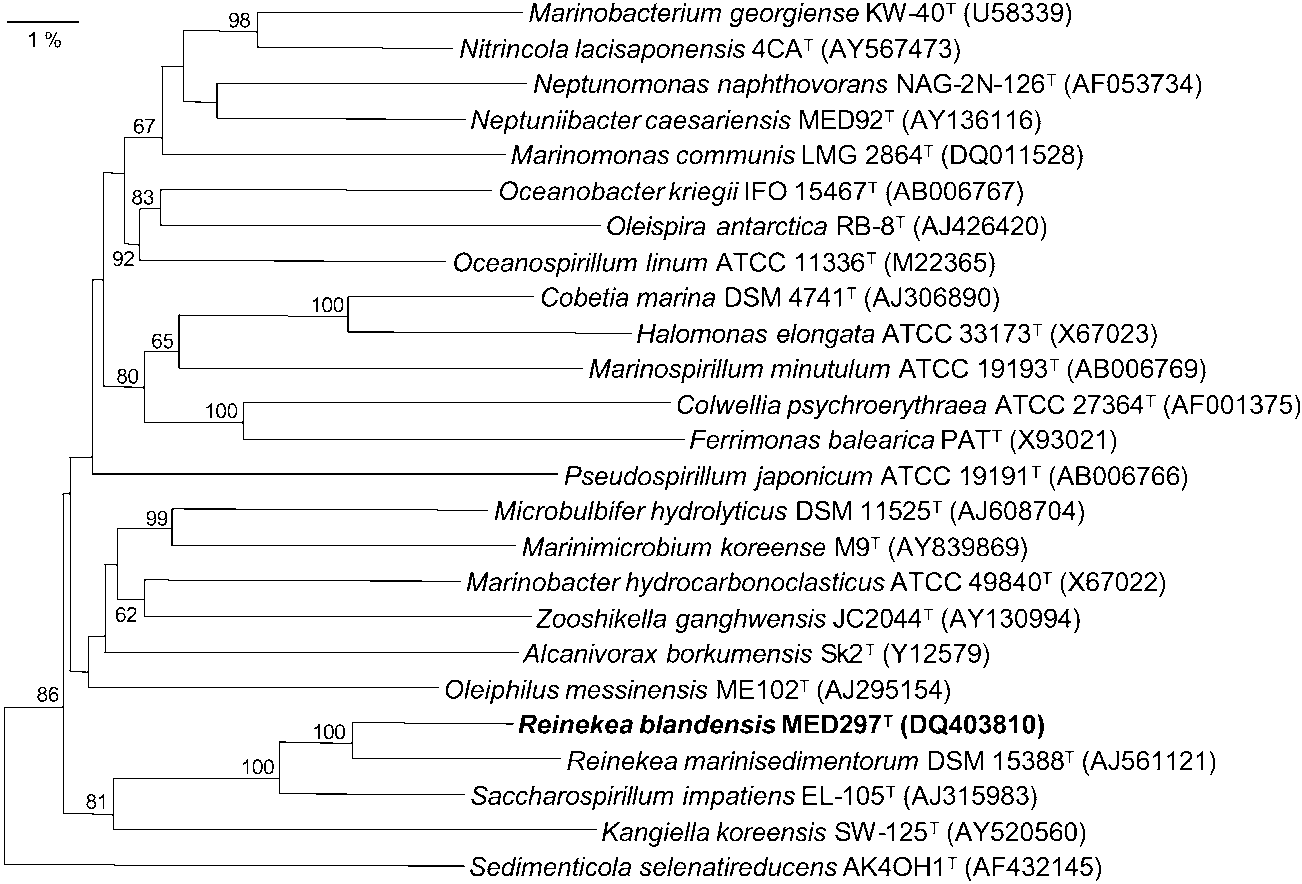 Marinobacterium georgiense KW-40ᵀ (U58339)
98
1 %
Nitrincola lacisaponensis 4CAᵀ (AY567473)
Neptunomonas naphthovorans NAG-2N-126ᵀ (AF053734)
Neptuniibacter caesariensis MED92ᵀ (AY136116)
67
Marinomonas communis LMG 2864ᵀ (DQ011528)
Oceanobacter kriegii IFO 15467ᵀ (AB006767)
83
Oleispira antarctica RB-8ᵀ (AJ426420)
92
Oceanospirillum linum ATCC 11336ᵀ (M22365)
Cobetia marina DSM 4741ᵀ (AJ306890)
100
Halomonas elongata ATCC 33173ᵀ (X67023)
65
Marinospirillum minutulum ATCC 19193ᵀ (AB006769)
80
Colwellia psychroerythraea ATCC 27364ᵀ (AF001375)
100
Ferrimonas balearica PATᵀ (X93021)
Pseudospirillum japonicum ATCC 19191ᵀ (AB006766)
Microbulbifer hydrolyticus DSM 11525ᵀ (AJ608704)
99
Marinimicrobium koreense M9ᵀ (AY839869)
Marinobacter hydrocarbonoclasticus ATCC 49840ᵀ (X67022)
62
Zooshikella ganghwensis JC2044ᵀ (AY130994)
Alcanivorax borkumensis Sk2ᵀ (Y12579)
Oleiphilus messinensis ME102ᵀ (AJ295154)
86
Reinekea blandensis MED297ᵀ (DQ403810)
100
Reinekea marinisedimentorum DSM 15388ᵀ (AJ561121)
100
Saccharospirillum impatiens EL-105ᵀ (AJ315983)
81
Kangiella koreensis SW-125ᵀ (AY520560)
Sedimenticola selenatireducens AK4OH1ᵀ (AF432145)